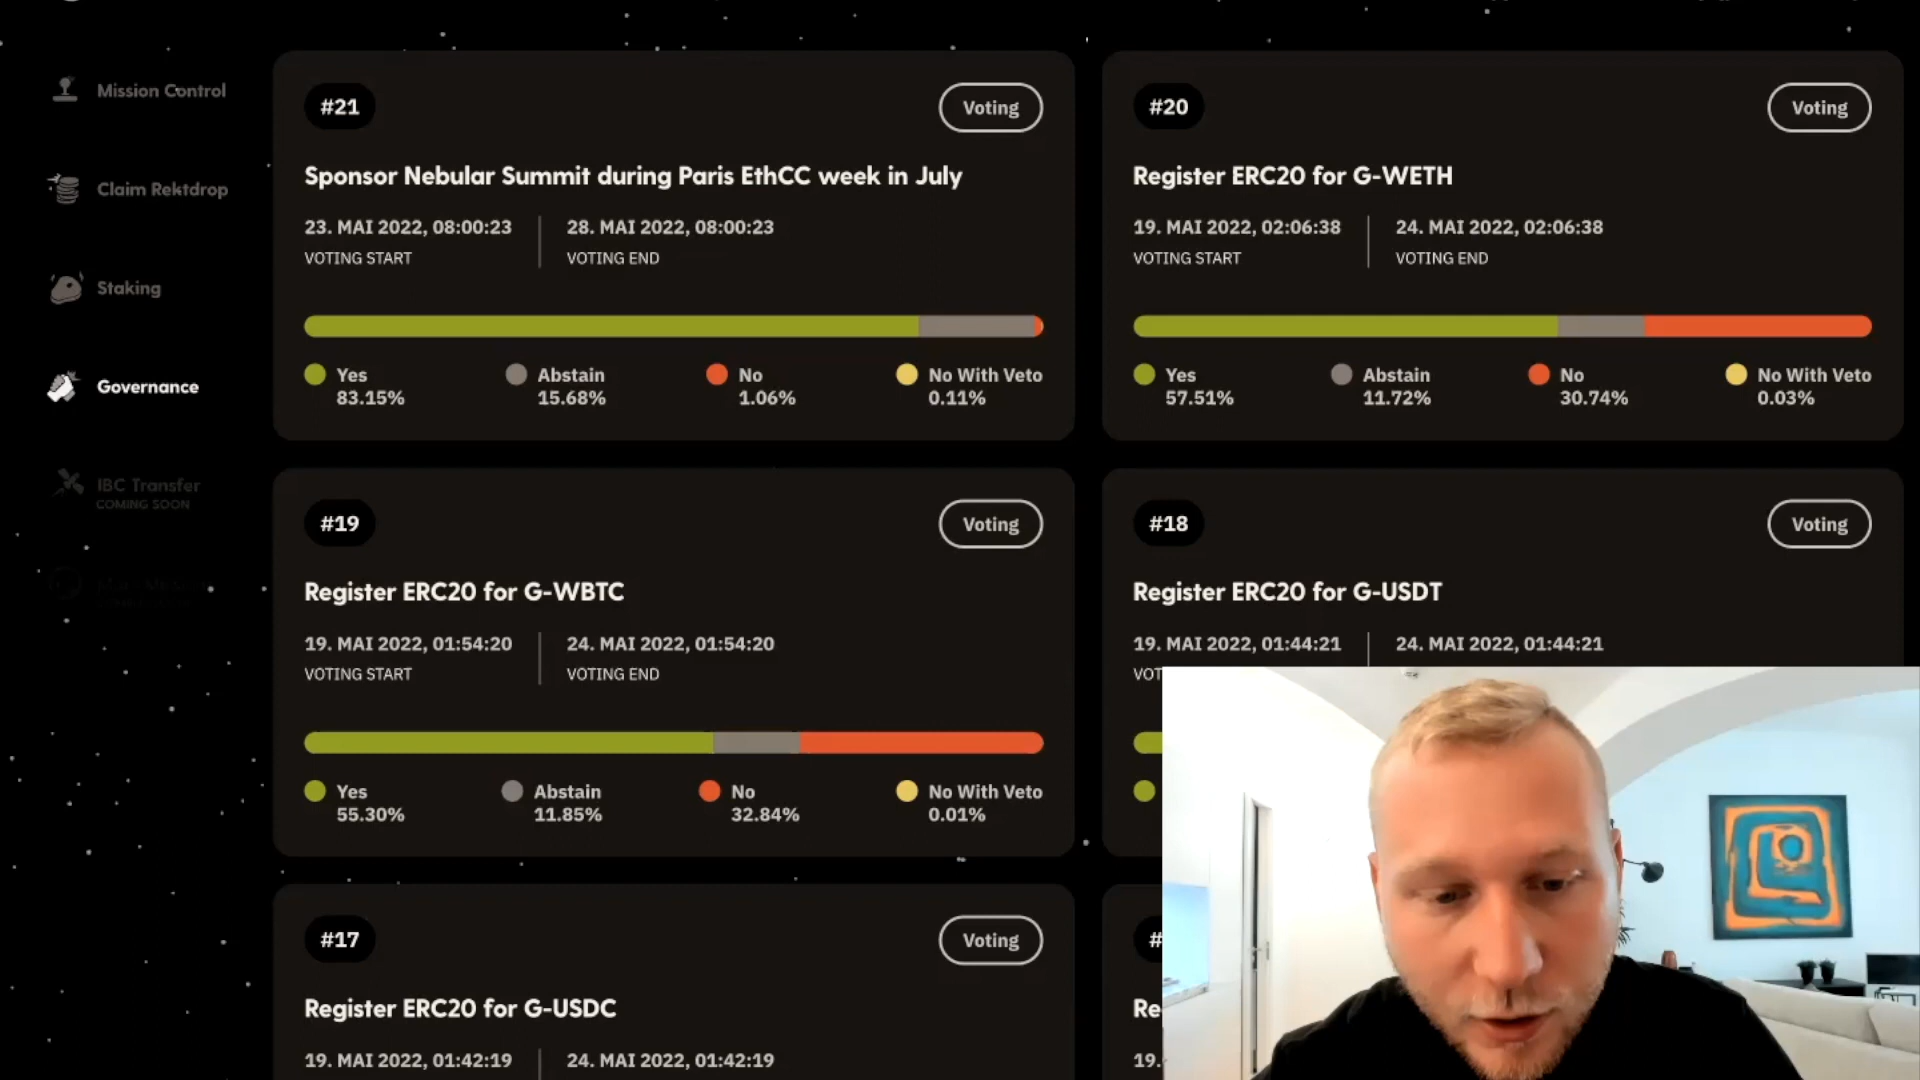 Mission Control
Claim Rektdrop
Staking
Governance
IBC Transfer
COMING SOON
#21
Voting
Sponsor Nebular Summit during Paris EthCC week in July
23. MAI 2022, 08:00:23
VOTING START
28. MAI 2022, 08:00:23
VOTING END
Yes
83.15%
Abstain
15.68%
No
1.06%
No With Veto
0.11%
#20
Voting
Register ERC20 for G-WETH
19. MAI 2022, 02:06:38
VOTING START
24. MAI 2022, 02:06:38
VOTING END
Yes
57.51%
Abstain
11.72%
No
30.74%
No With Veto
0.03%
#19
Voting
Register ERC20 for G-WBTC
19. MAI 2022, 01:54:20
VOTING START
24. MAI 2022, 01:54:20
VOTING END
Yes
55.30%
Abstain
11.85%
No
32.84%
No With Veto
0.01%
#18
Voting
Register ERC20 for G-USDT
19. MAI 2022, 01:44:21
24. MAI 2022, 01:44:21
VOT
#17
Voting
Register ERC20 for G-USDC
19. MAI 2022, 01:42:19
24. MAI 2022, 01:42:19
#
Re
19.